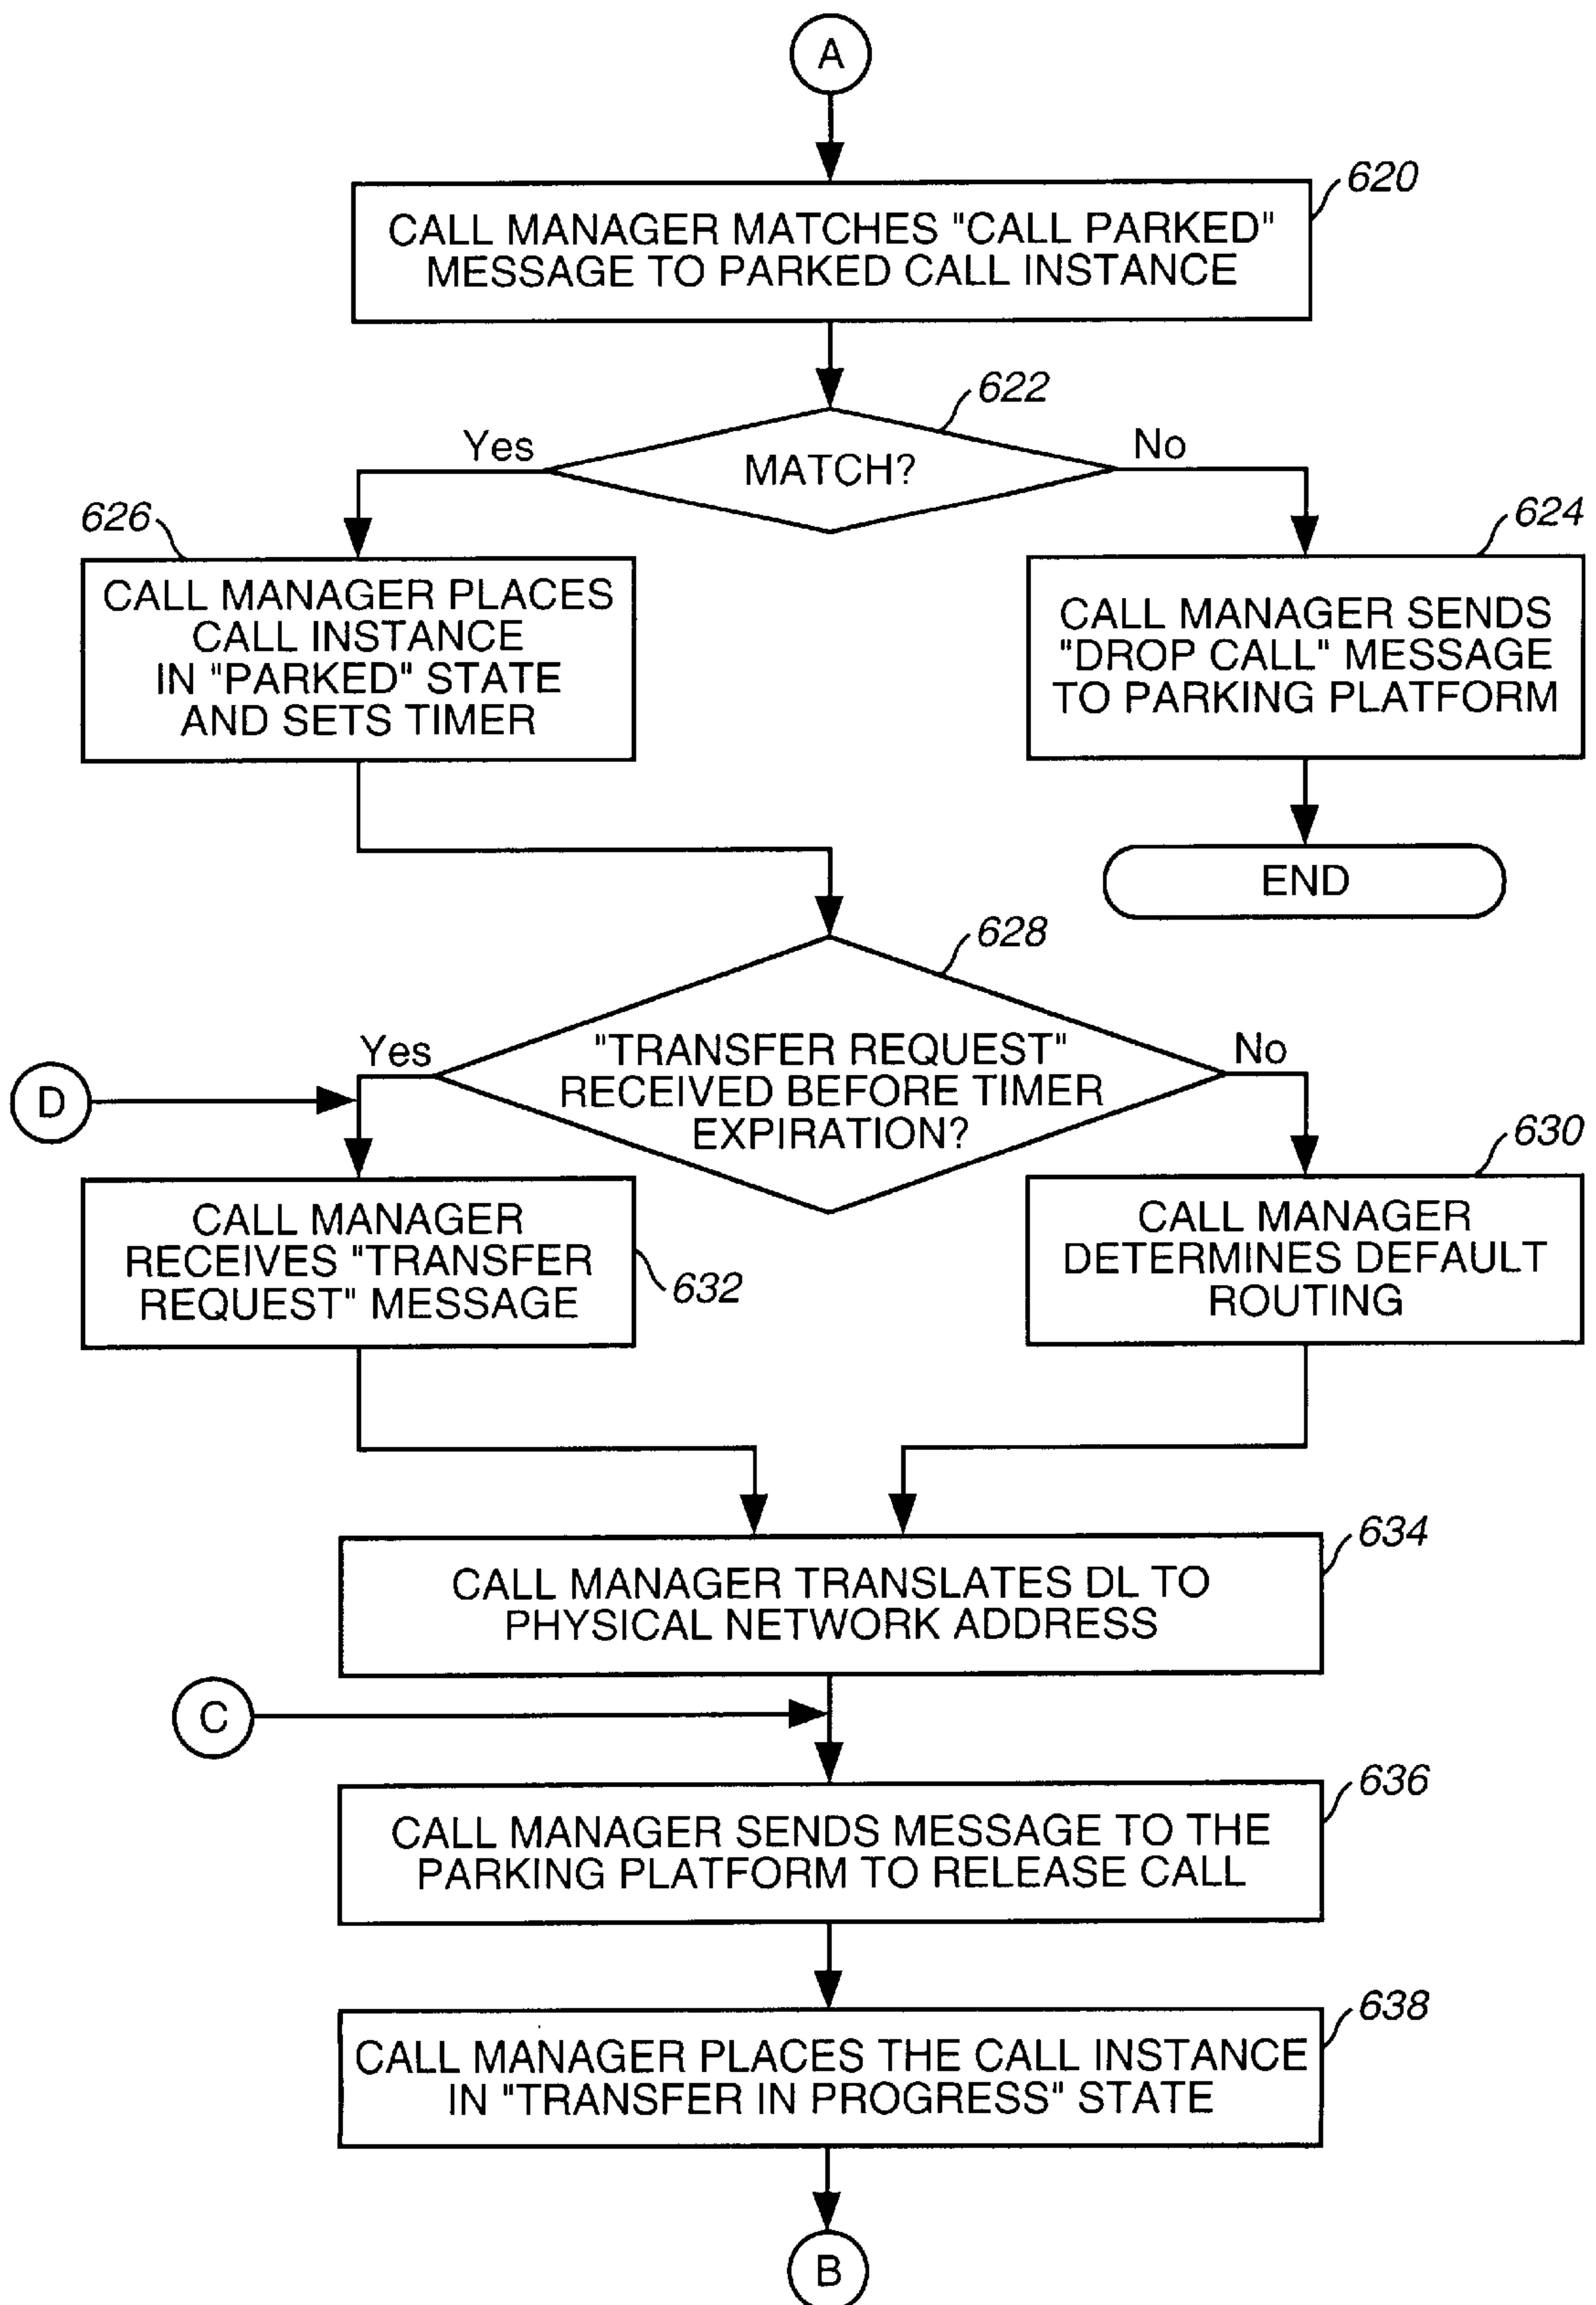 A
620
CALL MANAGER MATCHES "CALL PARKED"
MESSAGE TO PARKED CALL INSTANCE
622
Yes
MATCH?
No
626
CALL MANAGER PLACES
CALL INSTANCE
IN "PARKED" STATE
AND SETS TIMER
624
CALL MANAGER SENDS
"DROP CALL" MESSAGE
TO PARKING PLATFORM
END
628
D
Yes
"TRANSFER REQUEST"
RECEIVED BEFORE TIMER
EXPIRATION?
No
CALL MANAGER
RECEIVES "TRANSFER
REQUEST" MESSAGE
632
630
CALL MANAGER
DETERMINES DEFAULT
ROUTING
634
CALL MANAGER TRANSLATES DL TO
PHYSICAL NETWORK ADDRESS
C
636
CALL MANAGER SENDS MESSAGE TO THE
PARKING PLATFORM TO RELEASE CALL
638
CALL MANAGER PLACES THE CALL INSTANCE
IN "TRANSFER IN PROGRESS" STATE
B